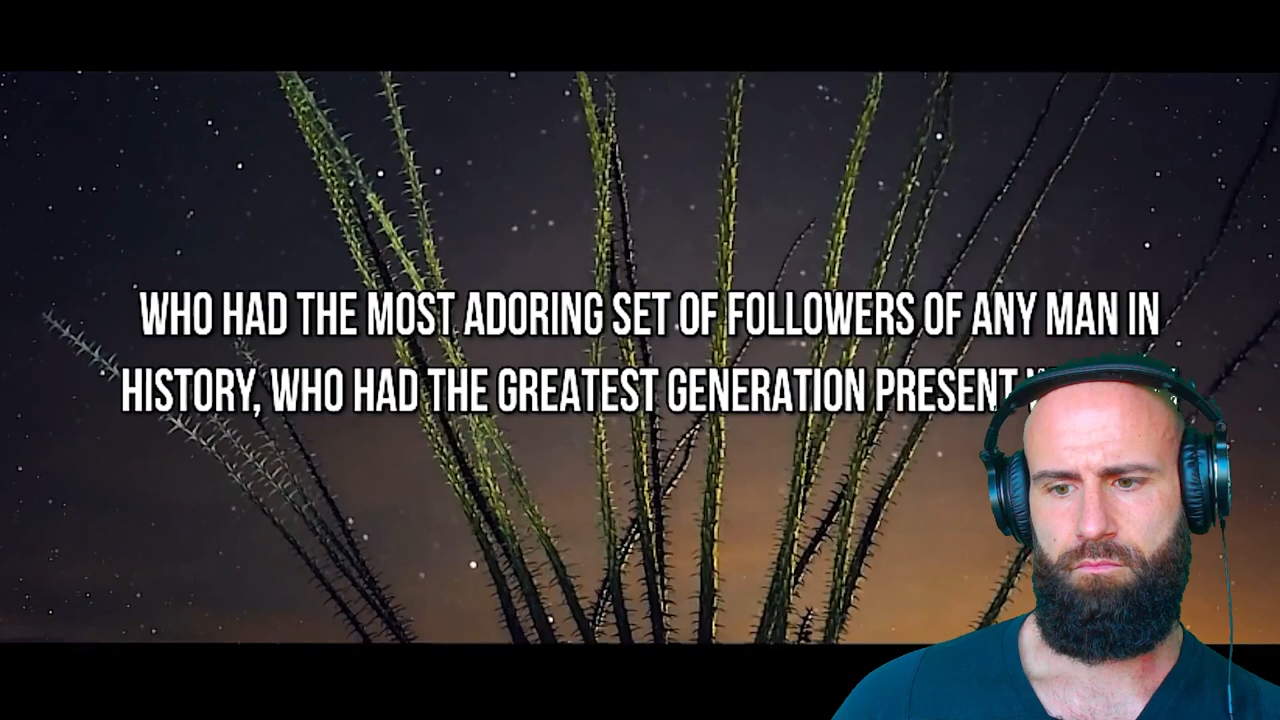 WHO HAD THE MOST ADORING SET OF FOLLOWERS OF ANY MAN IN
HISTORY, WHO HAD THE GREATEST GENERATION PRESENT